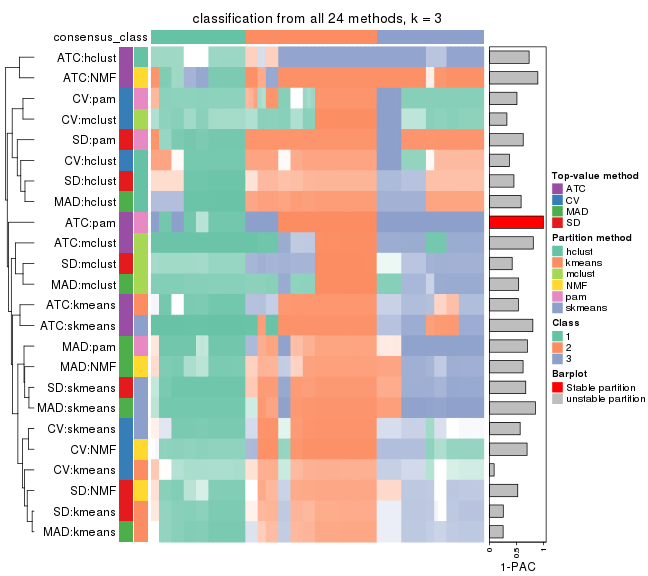 classification from all 24 methods, k = 3
consensus_class
ATC:hclust
ATC:NMF
CV:pam
CV:mclust
SD:pam
CV:hclust
SD:hclust
MAD:hclust
ATC:pam
ATC:mclust
SD:mclust
MAD:mclust
ATC:kmeans
ATC:skmeans
MAD:pam
MAD:NMF
SD:skmeans
MAD:skmeans
CV:skmeans
CV:NMF
CV:kmeans
SD:NMF
SD:kmeans
MAD:kmeans
0
0.5
1
1-PAC
Top-value method
ATC
CV
MAD
SD
Partition method
hclust
kmeans
mclust
NMF
pam
skmeans
Class
1
2
3
Barplot
Stable partition
unstable partition